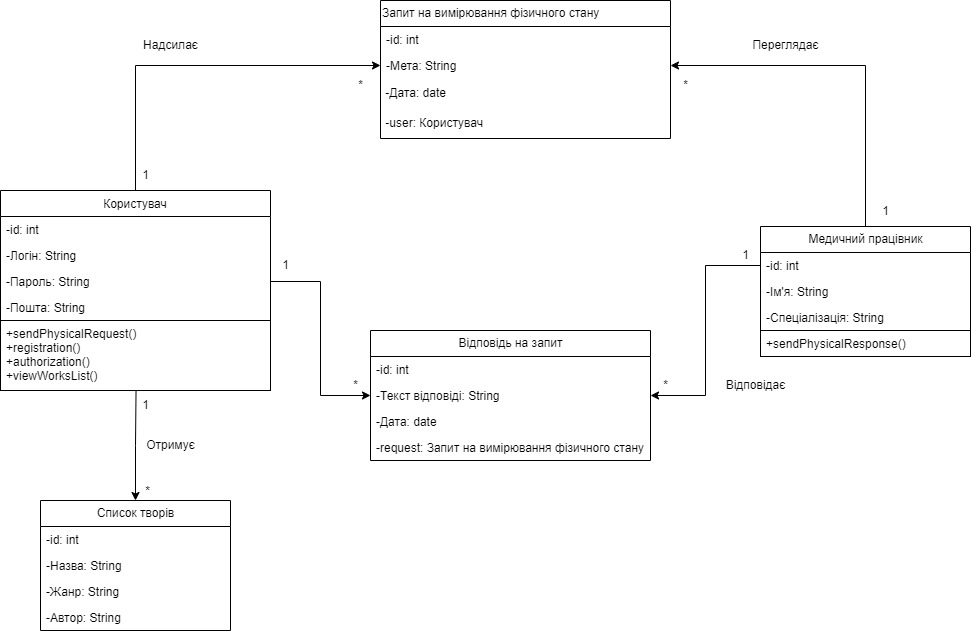 Запит на вимірювання фізичного стану
-id: int
-Мета: String
-Дата: date
-user: Користувач
Надсилає
*
1
Переглядає
*
1
Користувач
-id: int
-Логін: String
-Пароль: String
-Пошта: String
+sendPhysicalRequest()
+registration()
+authorization()
+viewWorksList()
1
*
Медичний працівник
-id: int
-Ім'я: String
-Спеціалізація: String
+sendPhysicalResponse()
1
*
Відповідає
Відповідь на запит
-id: int
-Текст відповіді: String
-Дата: date
-request: Запит на вимірювання фізичного стану
1
Отримує
*
Список творів
-id: int
-Назва: String
-Жанр: String
-Автор: String